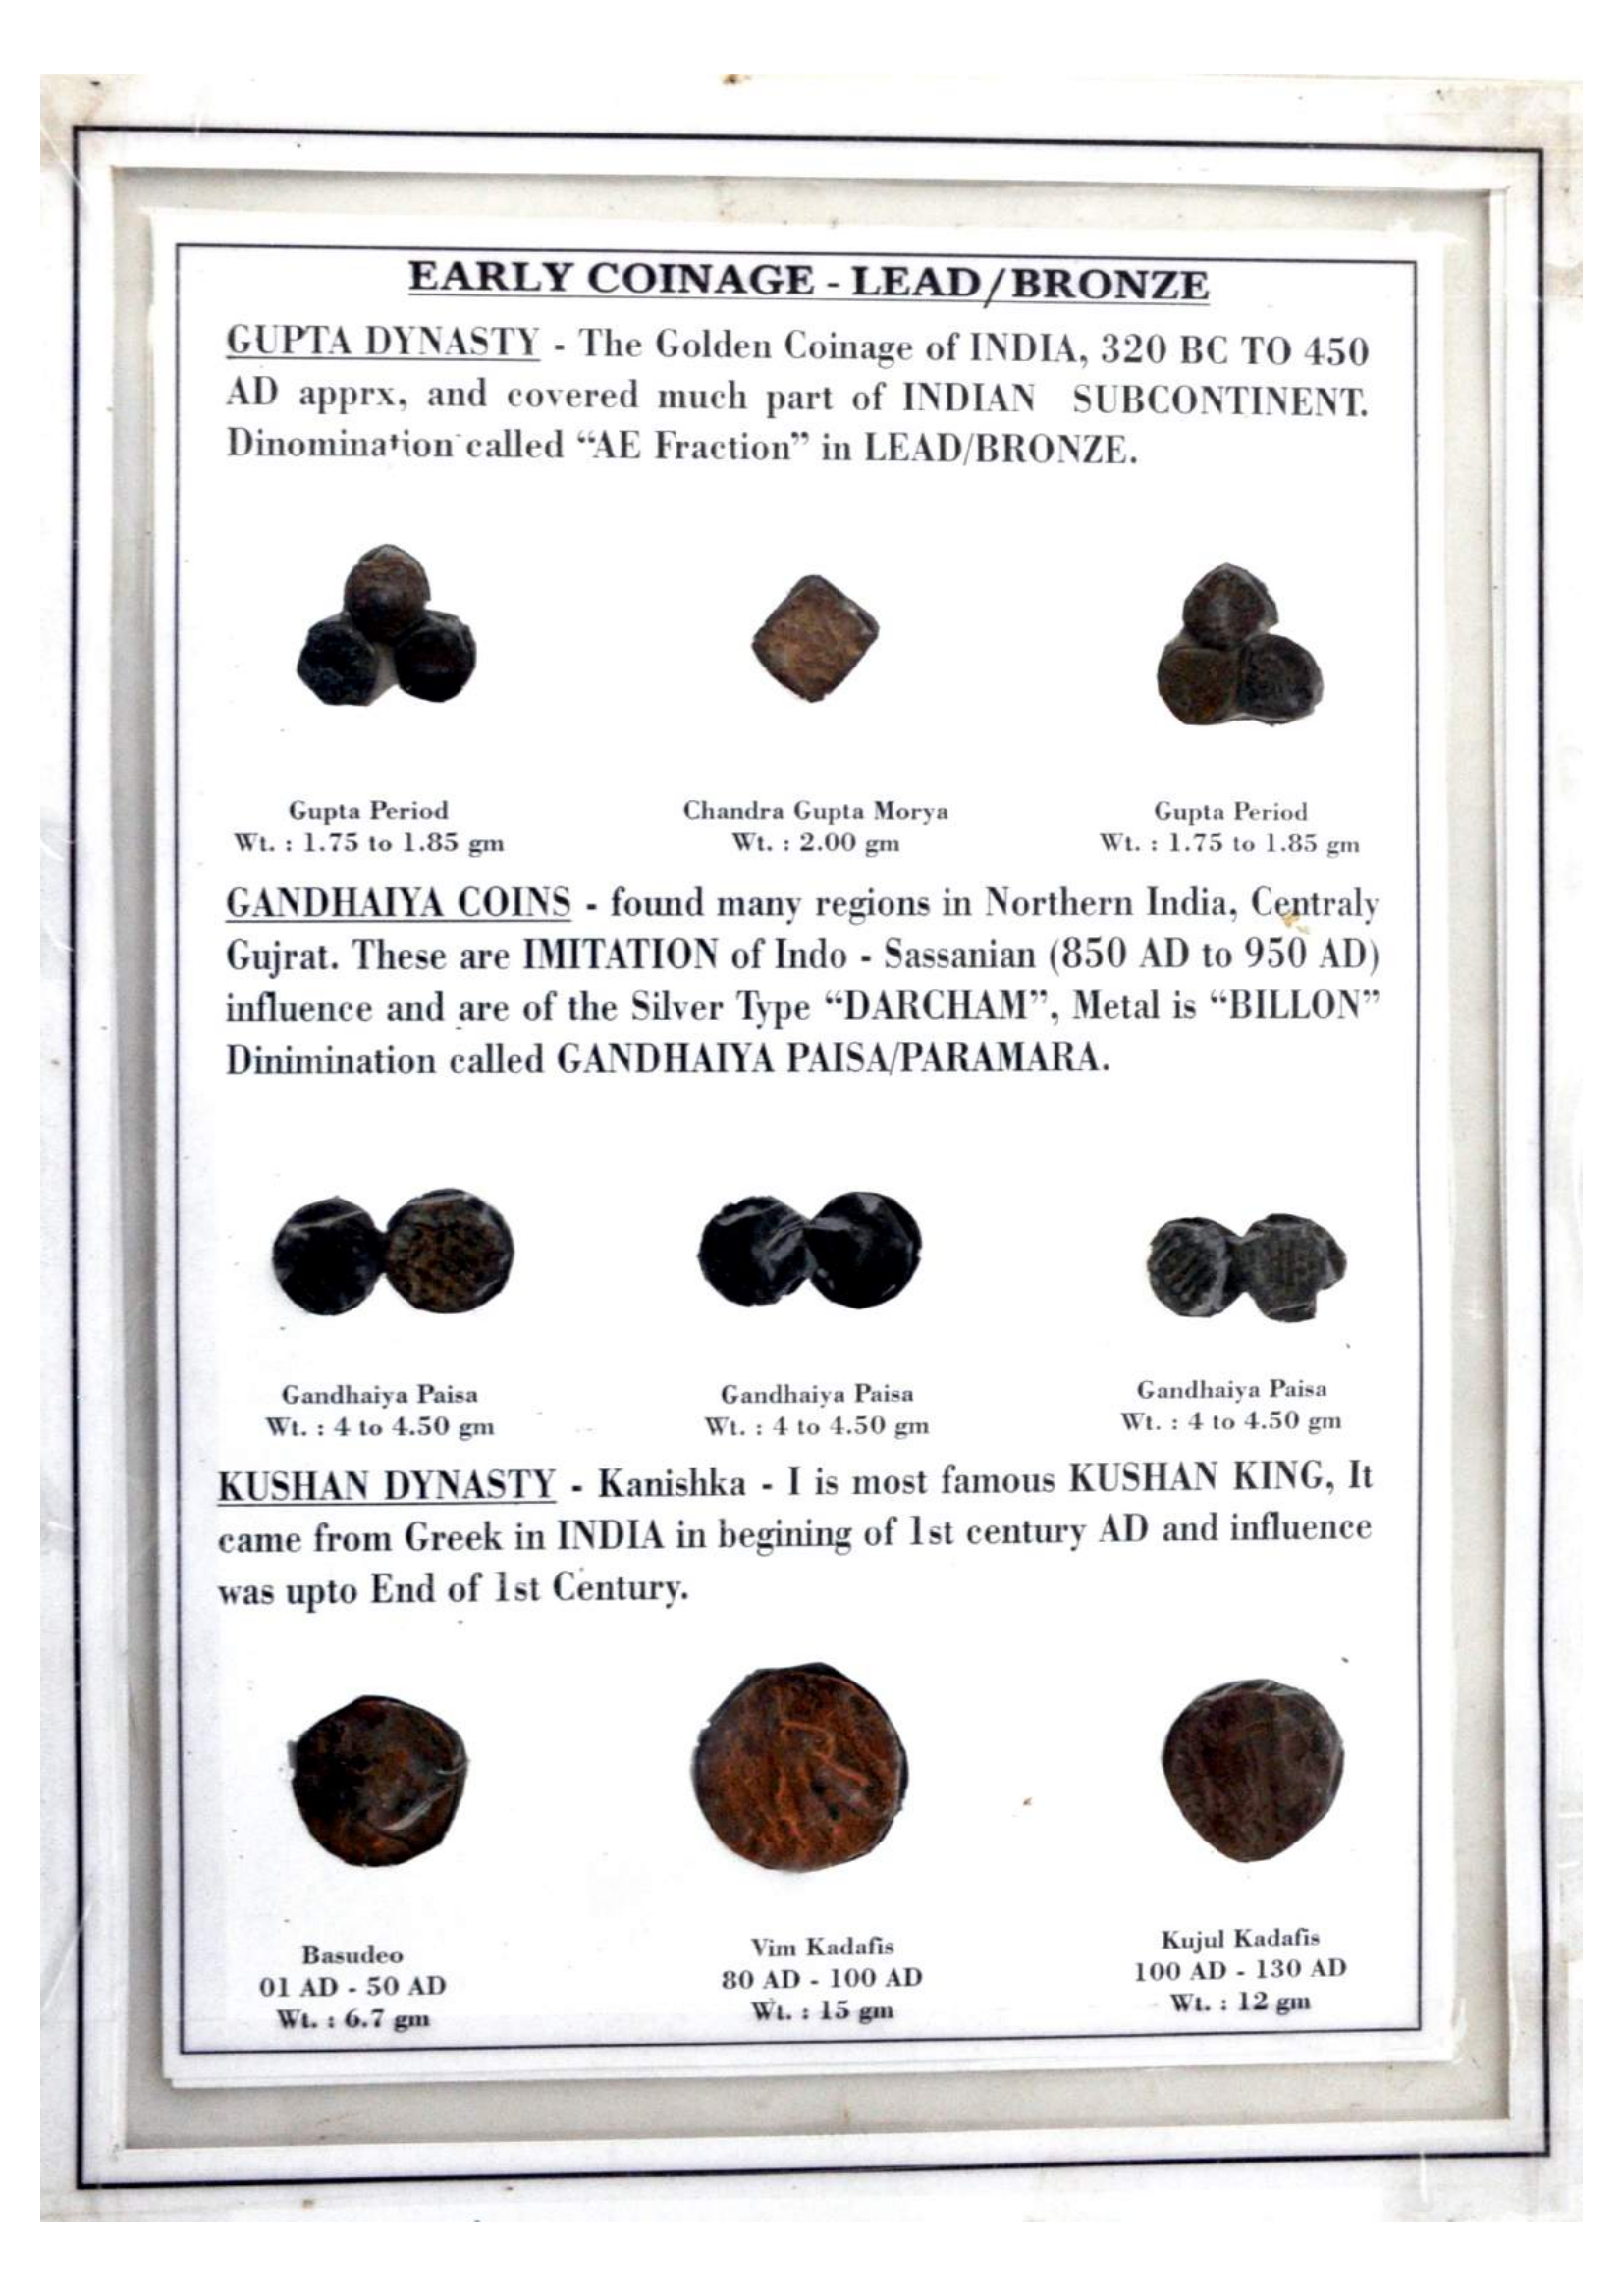 EARLY COINAGE - LEAD/BRONZE
GUPTA DYNASTY - The Golden Coinage of INDIA, 320 BC TO 450
AD apprx, and covered much part of INDIAN SUBCONTINENT.
Dinomination called “AE Fraction” in LEAD/BRONZE.
Gupta Period
Wt. : 1.75 to 1.85 gm
Chandra Gupta Morya
Wt. : 2.00 gm
Gupta Period
Wt. : 1.75 to 1.85 gm
GANDHAIYA COINS - found many regions in Northern India, Centraly
Gujrat. These are IMITATION of Indo - Sassanian (850 AD to 950 AD)
influence and are of the Silver Type “DARCHAM”, Metal is “BILLON”
Dinimination called GANDHAIYA PAISA/PARAMARA.
Gandhaiya Paisa
Wt. : 4 to 4.50 gm
Gandhaiya Paisa
Wt. : 4 to 4.50 gm
Gandhaiya Paisa
Wt. : 4 to 4.50 gm
KUSHAN DYNASTY - Kanishka - I is most famous KUSHAN KING, It
came from Greek in INDIA in begining of 1st century AD and influence
was upto End of 1st Century.
Basudeo
01 AD - 50 AD
Wt. : 6.7 gm
Vim Kadafis
80 AD - 100 AD
Wt. : 15 gm
Kujul Kadafis
100 AD - 130 AD
Wt. : 12 gm